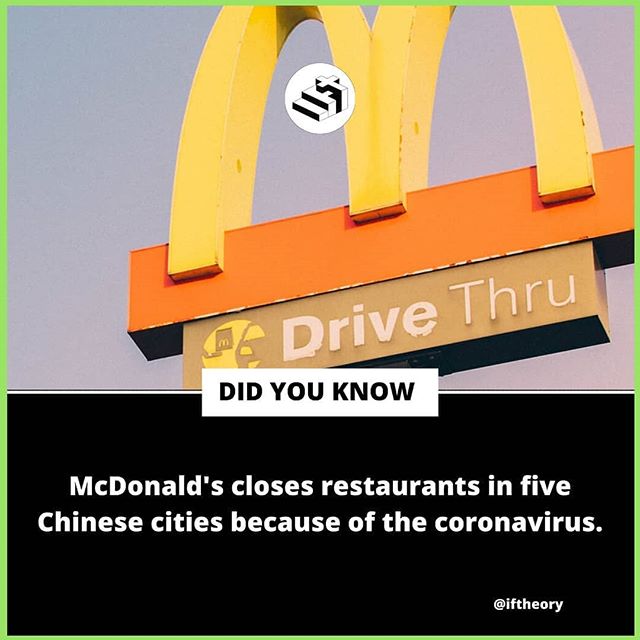 Drive Thru
DID YOU KNOW
McDonald's closes restaurants in five
Chinese cities because of the coronavirus.
@iftheory